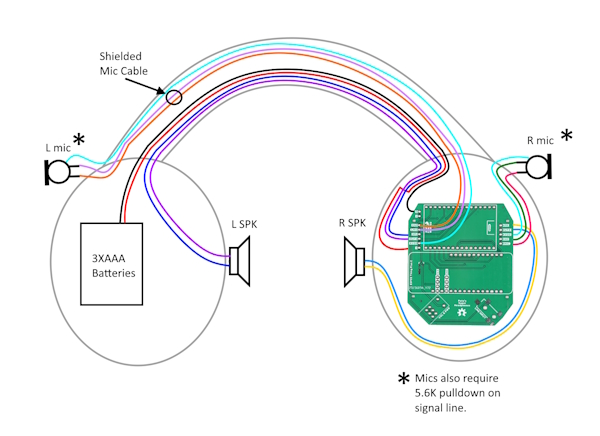 Shielded
Mic Cable
L mic *
R mic *
L SPK
R SPK
3XAAA
Batteries
* Mics also require
5.6K pulldown on
signal line.